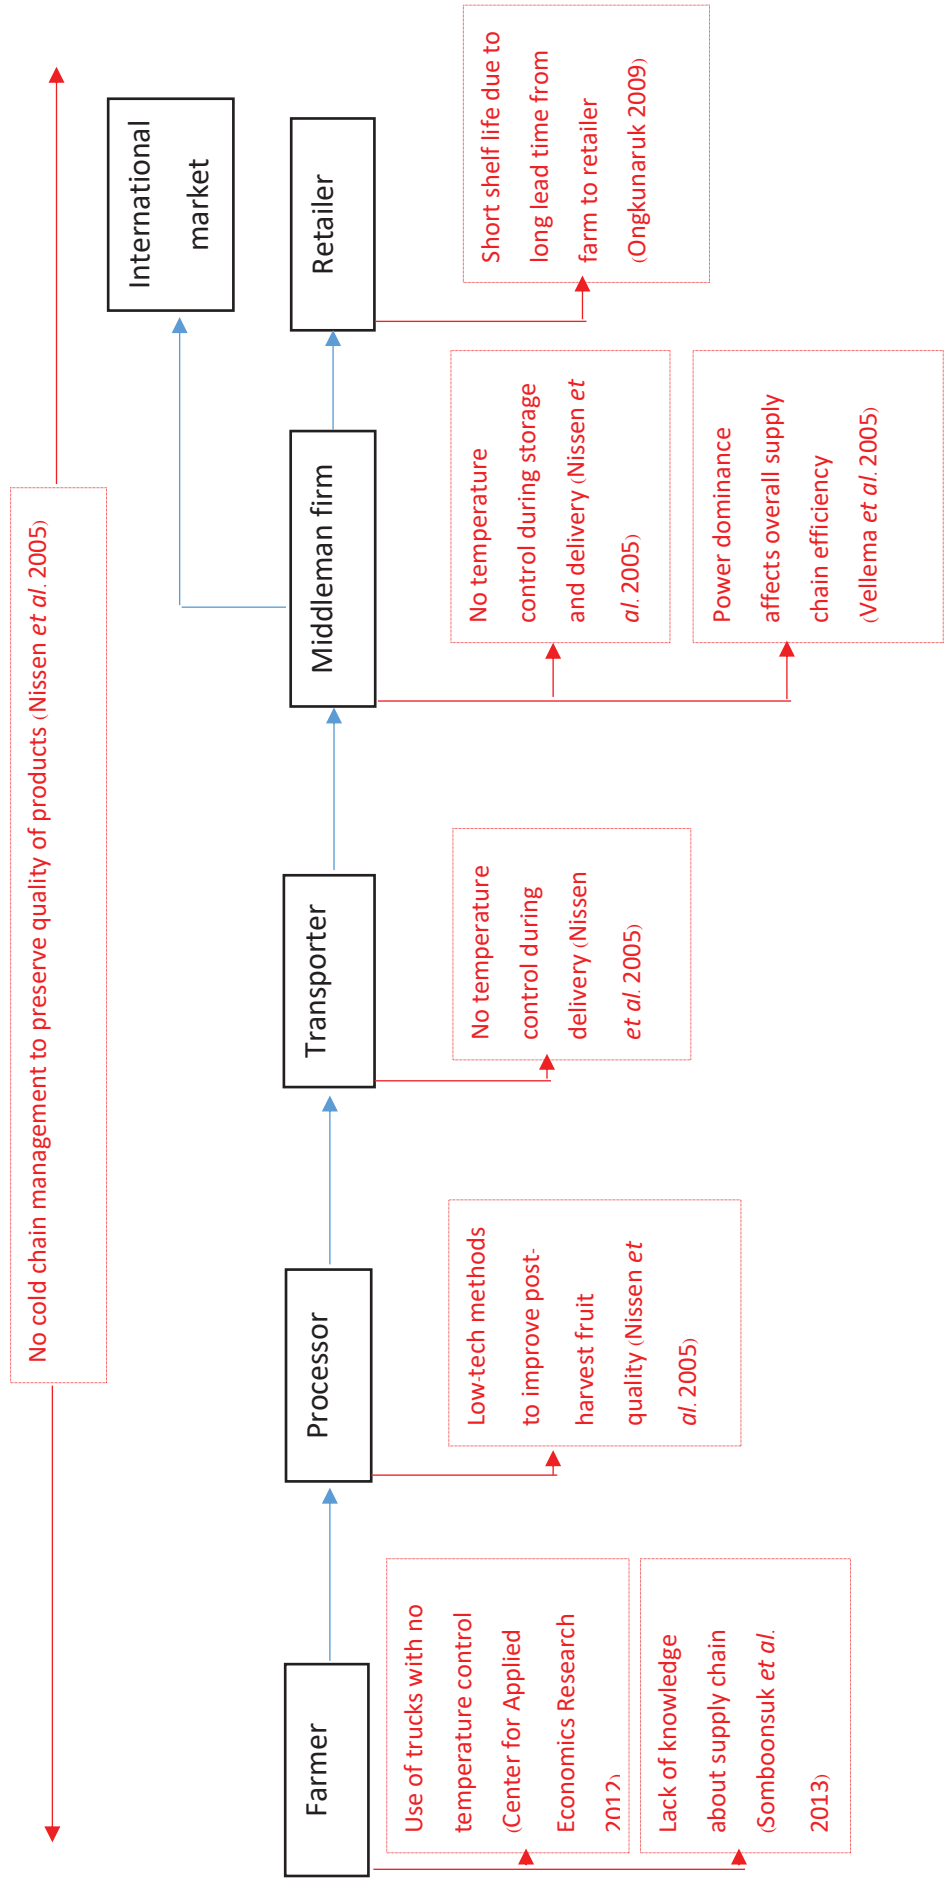 No cold chain management to preserve quality of products (Nissen et al. 2005)
International
market
Farmer
Processor
Transporter
Middleman firm
Retailer
Use of trucks with no
temperature control
(Center for Applied
Economics Research
2012)
Lack of knowledge
about supply chain
(Somboonsuk et al.
2013)
Low-tech methods
to improve post-
harvest fruit
quality (Nissen et
al. 2005)
No temperature
control during
delivery (Nissen
et al. 2005)
No temperature
control during storage
and delivery (Nissen et
al. 2005)
Power dominance
affects overall supply
chain efficiency
(Vellema et al. 2005)
Short shelf life due to
long lead time from
farm to retailer
(Ongkunaruk 2009)